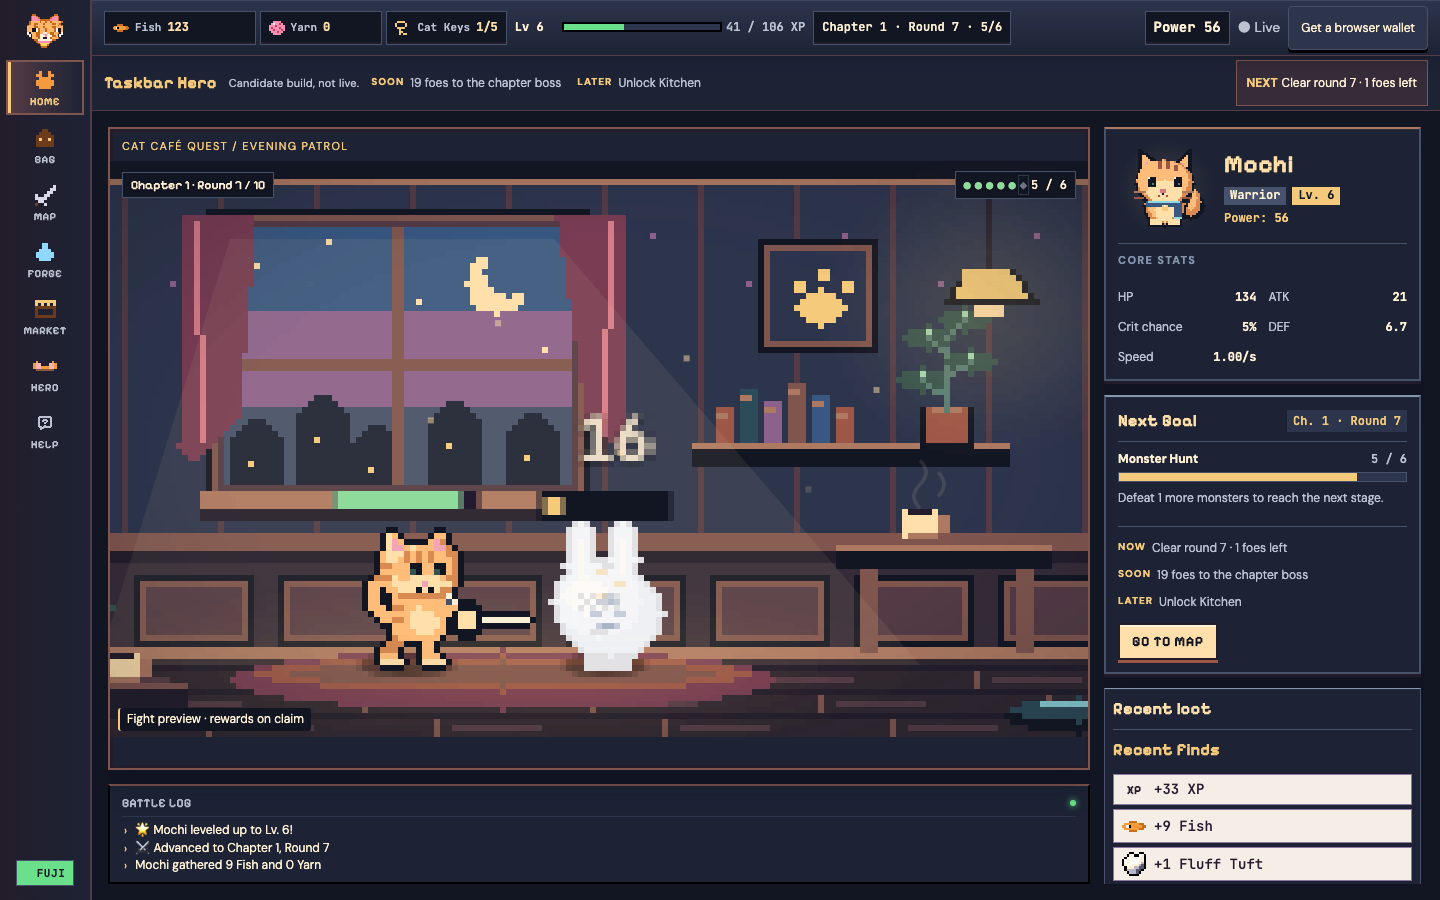 Fish 123
Yarn 0
Cat Keys 1/5
Lv 6
41 / 106 XP
Chapter 1 · Round 7 · 5/6
Power 56
Live
Get a browser wallet
HOME
BAG
MAP
FORGE
MARKET
HERO
HELP
FUJI
Taskbar Hero
Candidate build, not live.
SOON 19 foes to the chapter boss
LATER Unlock Kitchen
NEXT Clear round 7 · 1 foes left
CAT CAFÉ QUEST / EVENING PATROL
Chapter 1 · Round 7 / 10
5 / 6
16
Fight preview · rewards on claim
BATTLE LOG
› 🌟 Mochi leveled up to Lv. 6!
› ⚔️ Advanced to Chapter 1, Round 7
› Mochi gathered 9 Fish and 0 Yarn
Mochi
Warrior Lv. 6
Power: 56
CORE STATS
HP 134 ATK 21
Crit chance 5% DEF 6.7
Speed 1.00/s
Next Goal
Ch. 1 · Round 7
Monster Hunt 5 / 6
Defeat 1 more monsters to reach the next stage.
NOW Clear round 7 · 1 foes left
SOON 19 foes to the chapter boss
LATER Unlock Kitchen
GO TO MAP
Recent loot
Recent finds
XP +33 XP
+9 Fish
+1 Fluff Tuft